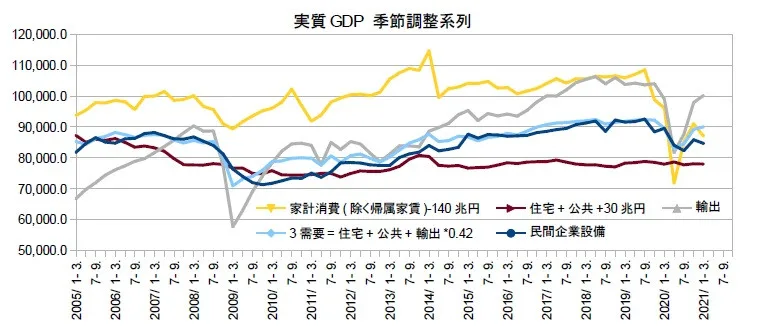 実質GDP 季節調整系列
120,000.0
110,000.0
100,000.0
90,000.0
80,000.0
70,000.0
60,000.0
50,000.0
家計消費(除く帰属家賃)-140 兆円
住宅+公共+30兆円
輸出
3需要=住宅+公共+輸出*0.42
民間企業設備
2005/ 1- 3.
7- 9.
2006/ 1- 3.
7- 9.
2007/ 1- 3.
7- 9.
2008/ 1- 3.
7- 9.
2009/ 1- 3.
7- 9.
2010/ 1- 3.
7- 9.
2011/ 1- 3.
7- 9.
2012/ 1- 3.
7- 9.
2013/ 1- 3.
7- 9.
2014/ 1- 3.
7- 9.
2015/ 1- 3.
7- 9.
2016/ 1- 3.
7- 9.
2017/ 1- 3.
7- 9.
2018/ 1- 3.
7- 9.
2019/ 1- 3.
7- 9.
2020/ 1- 3.
7- 9.
2021/ 1- 3.
7- 9.